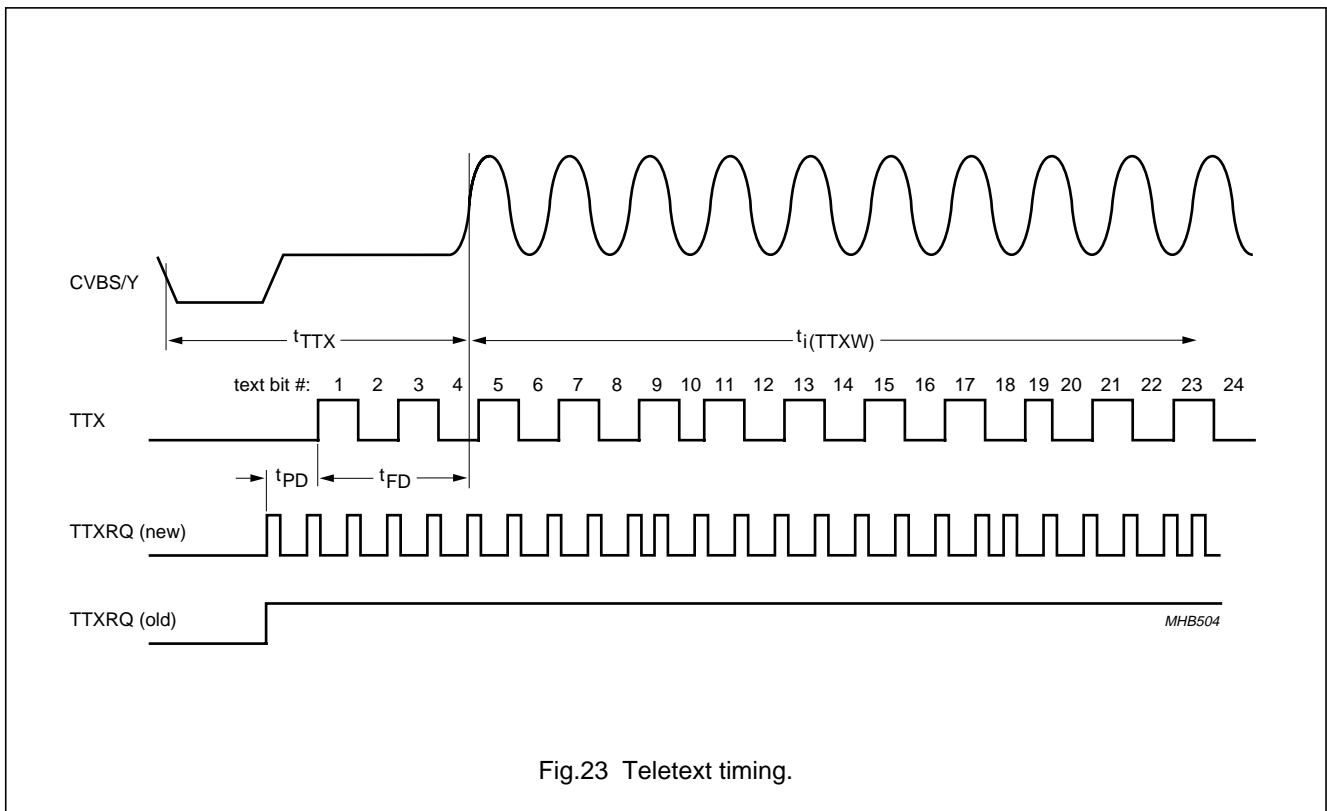 CVBS/Y
tTTX
ti(TTXW)
text bit #: 1 2 3 4 5 6 7 8 9 10 11 12 13 14 15 16 17 18 19 20 21 22 23 24
TTX
tPD
tFD
TTXRQ (new)
TTXRQ (old)
MHB504
Fig.23 Teletext timing.